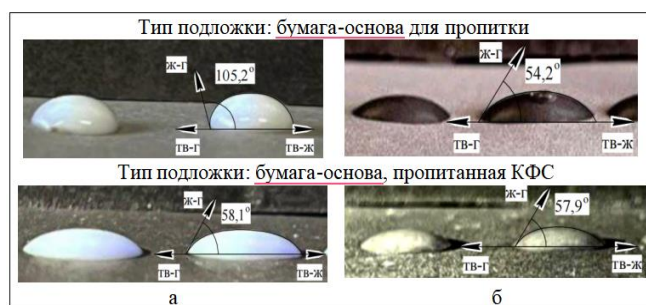 Тип подложки: бумага-основа для пропитки
ж-г
105,2°
тв-г
тв-ж
ж-г
54,2°
тв-г
тв-ж
Тип подложки: бумага-основа, пропитанная КФС
ж-г
58,1°
тв-г
тв-ж
ж-г
57,9°
тв-г
тв-ж
а
б